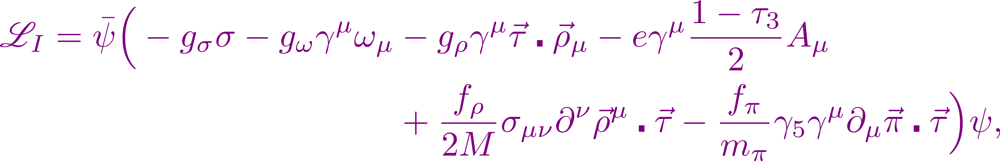 \mathscr{L}_I = \bar{\psi} \Big( - g_\sigma \sigma - g_\omega \gamma^\mu \omega_\mu - g_\rho \gamma^\mu \vec{\tau} . \vec{\rho}_\mu - e \gamma^\mu \frac{1 - \tau_3}{2} A_\mu
+ \frac{f_\rho}{2M} \sigma_{\mu\nu} \partial^\nu \vec{\rho}^\mu . \vec{\tau} - \frac{f_\pi}{m_\pi} \gamma_5 \gamma^\mu \partial_\mu \vec{\pi} . \vec{\tau} \Big) \psi,